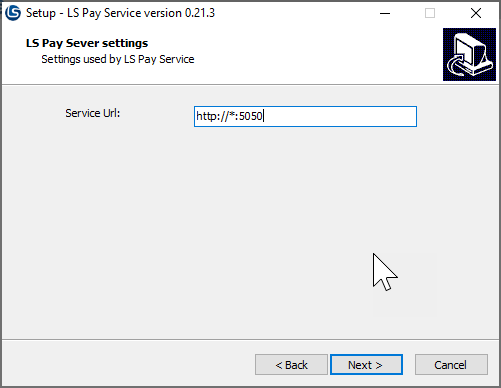 Setup - LS Pay Service version 0.21.3
LS Pay Sever settings
Settings used by LS Pay Service
Service Url:
http://*:5050
< Back
Next >
Cancel